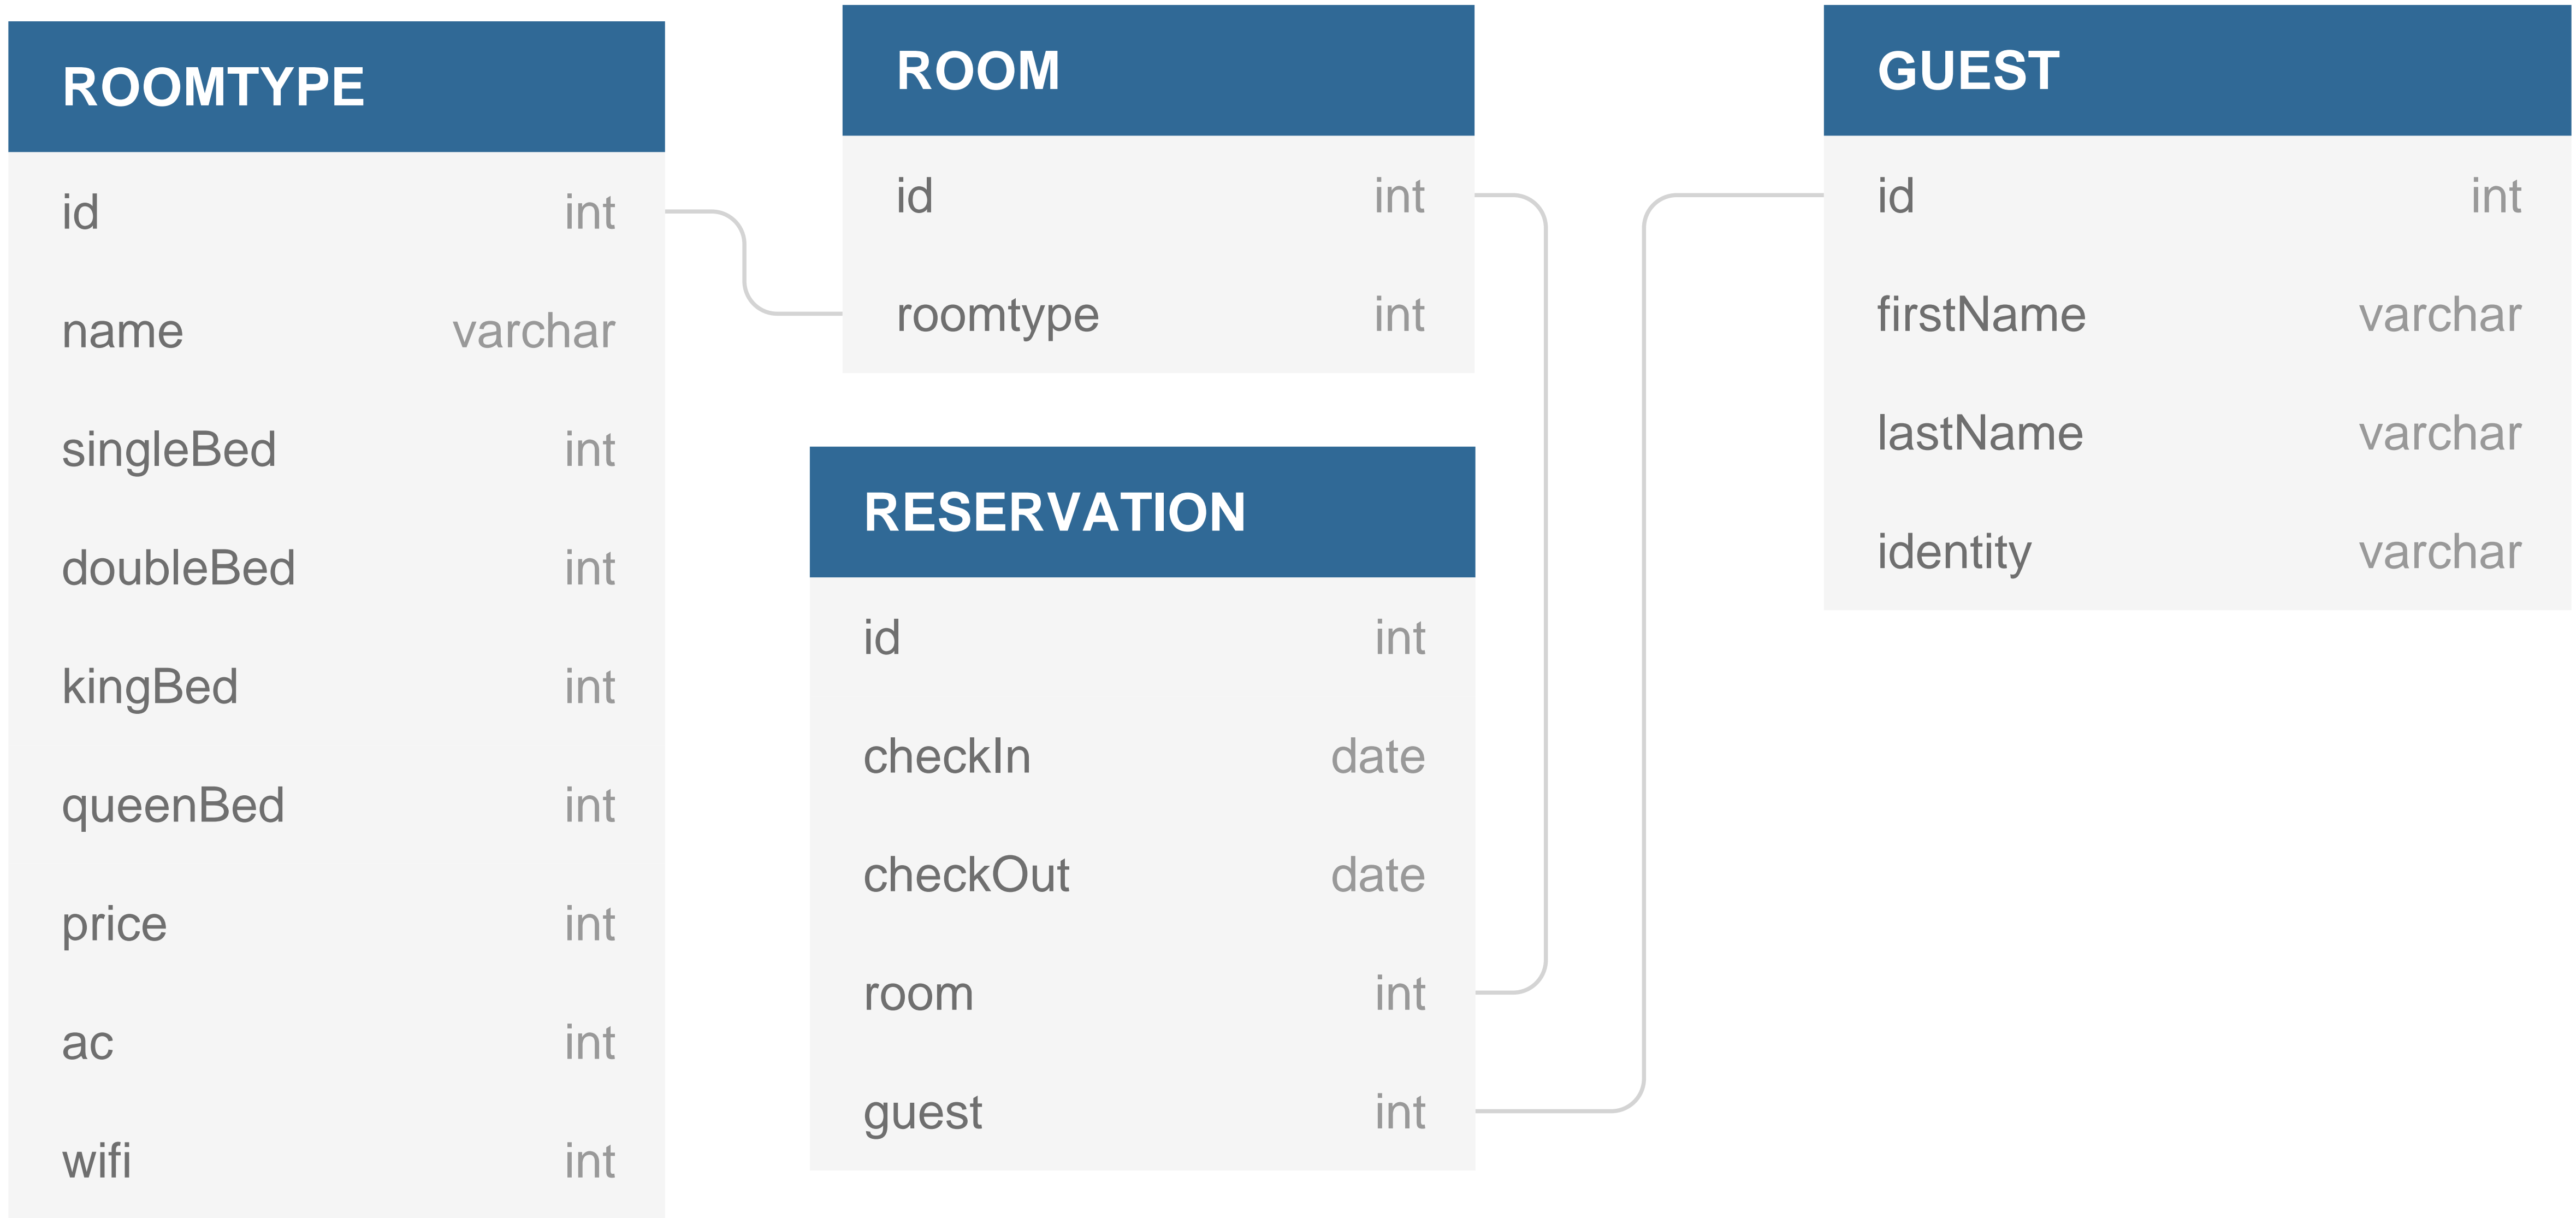 ROOMTYPE
id int
name varchar
singleBed int
doubleBed int
kingBed int
queenBed int
price int
ac int
wifi int
ROOM
id int
roomtype int
RESERVATION
id int
checkIn date
checkOut date
room int
guest int
GUEST
id int
firstName varchar
lastName varchar
identity varchar